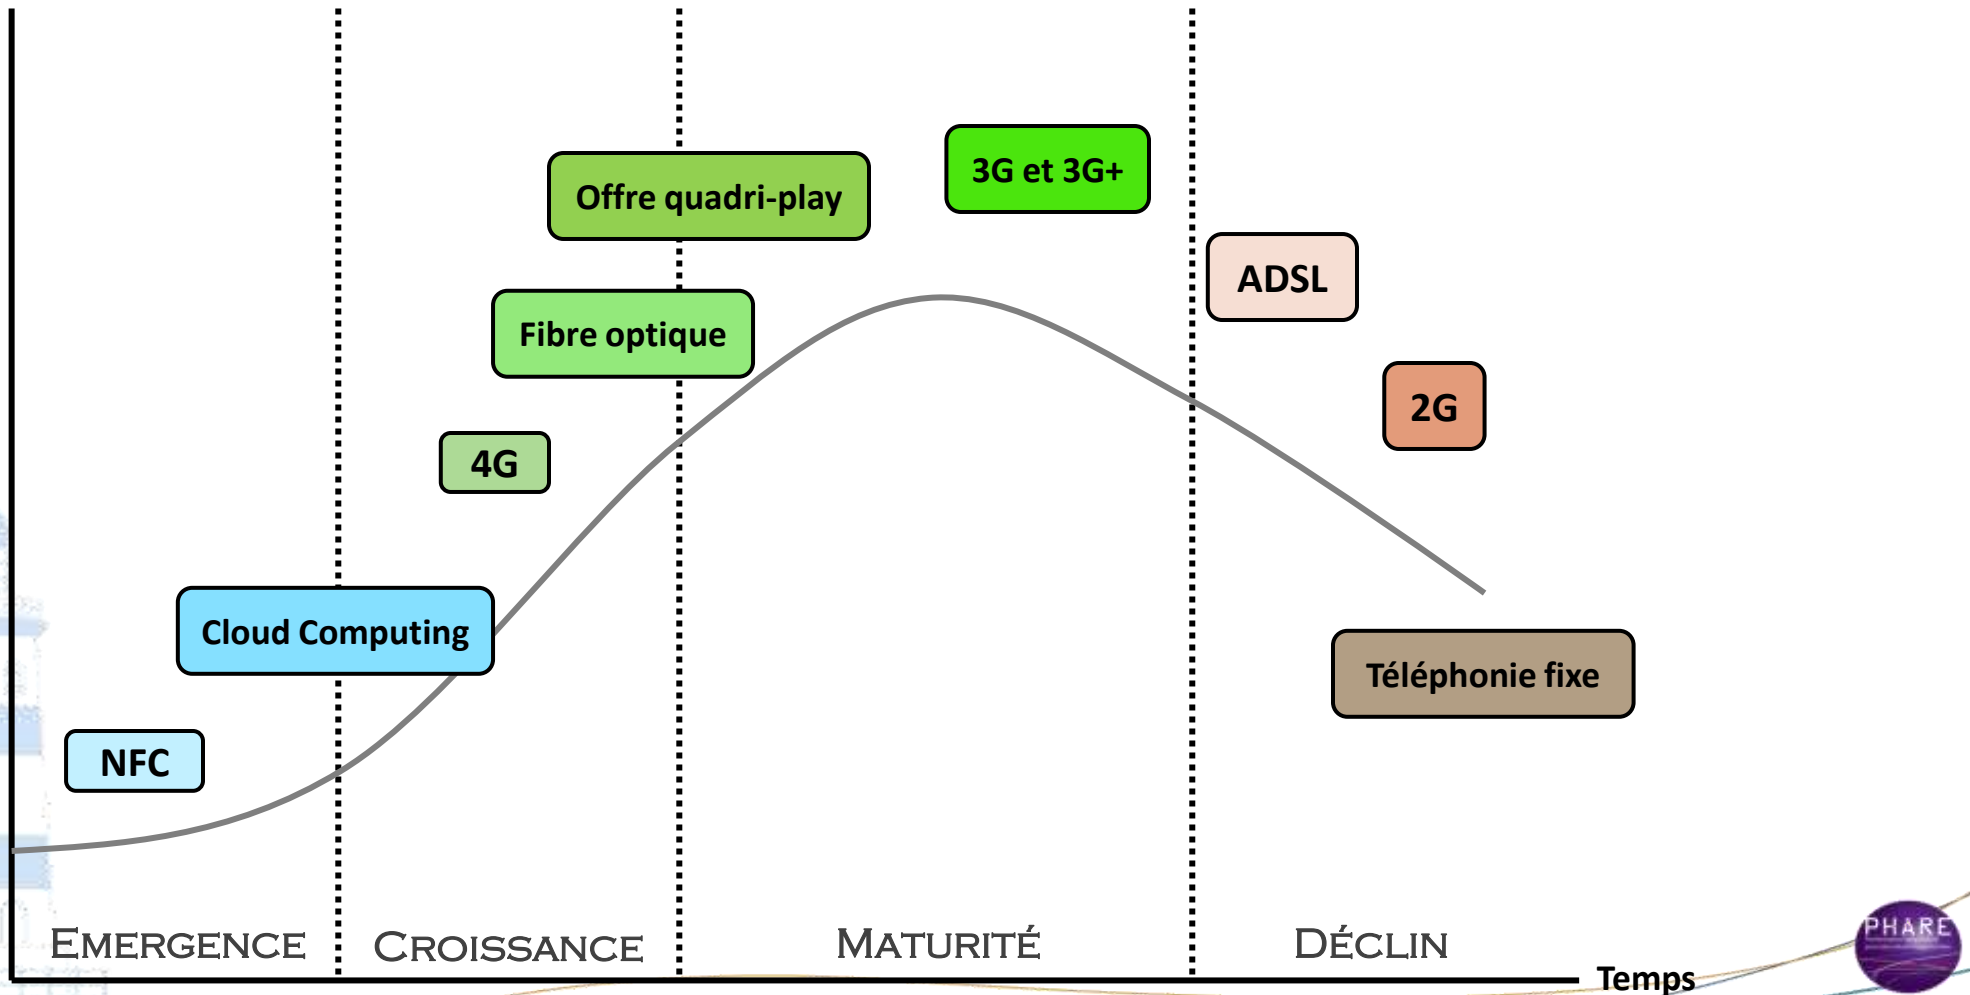 3G et 3G+
Offre quadri-play
ADSL
Fibre optique
2G
4G
Cloud Computing
Téléphonie fixe
NFC
EMERGENCE
CROISSANCE
MATURITÉ
DÉCLIN
Temps
PHARE